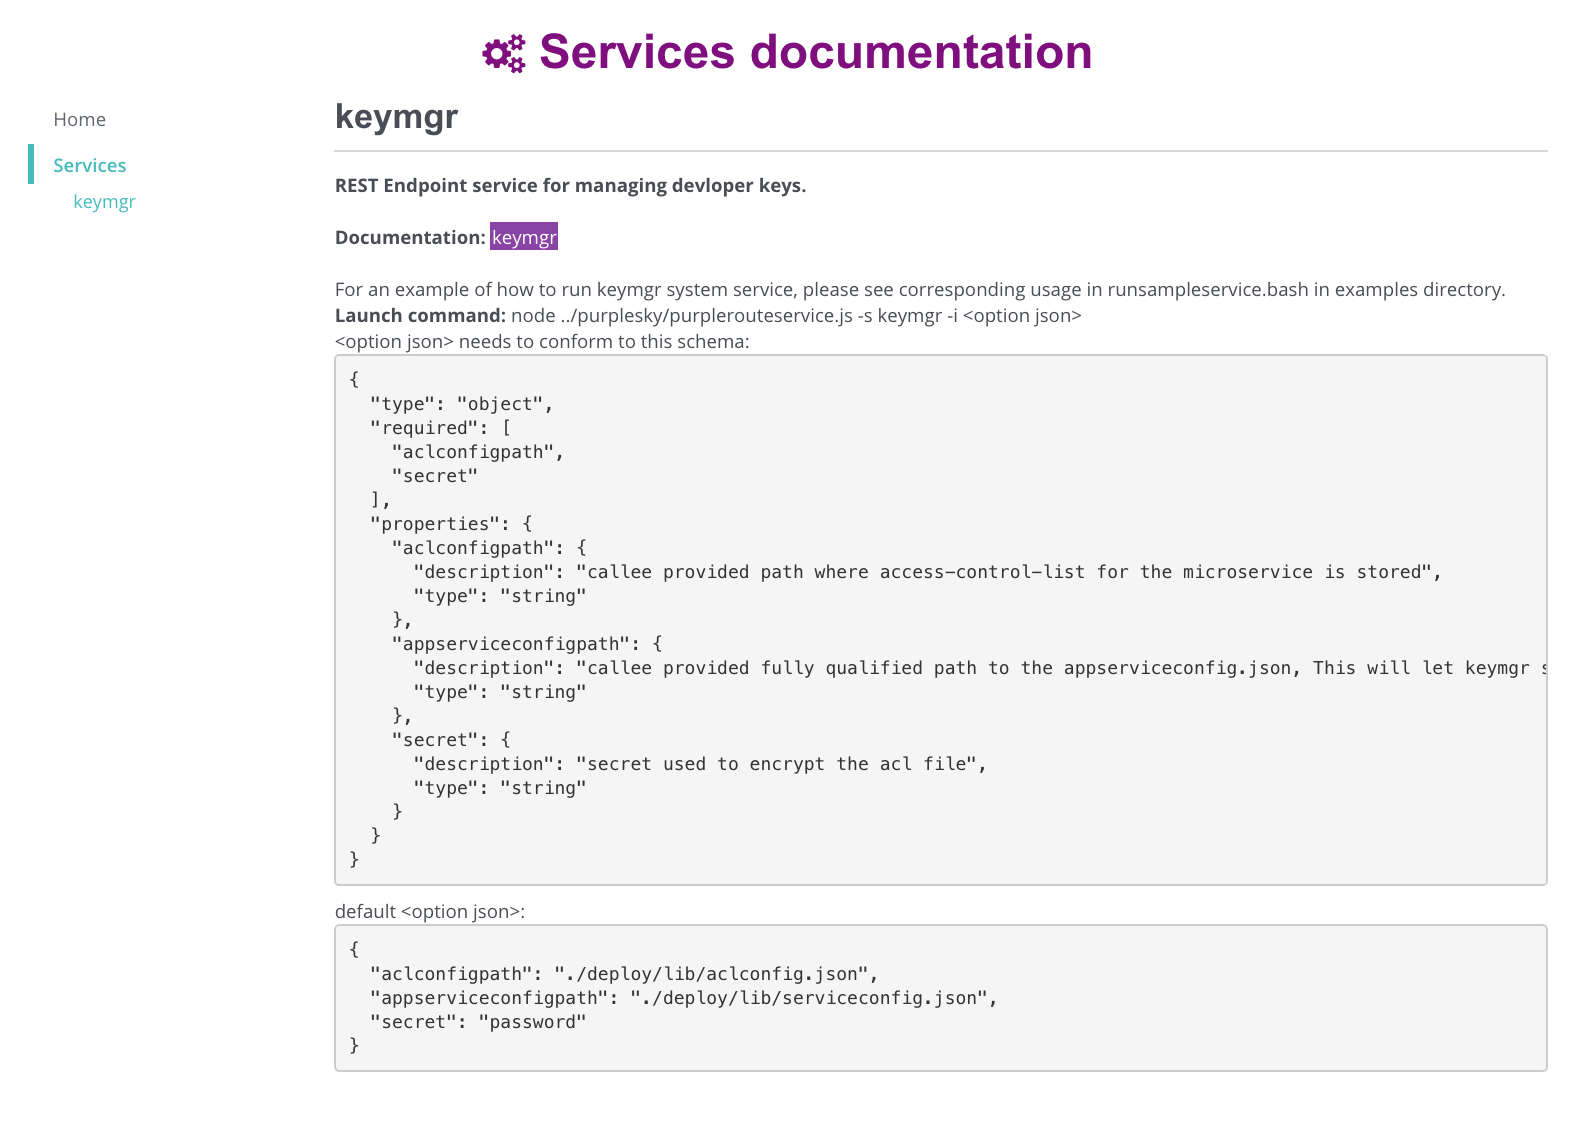 Services documentation
Home
Services
keymgr
keymgr
REST Endpoint service for managing devloper keys.
Documentation: keymgr
For an example of how to run keymgr system service, please see corresponding usage in runsampleservice.bash in examples directory.
Launch command: node ../purplesky/purplerouteservice.js -s keymgr -i <option json>
<option json> needs to conform to this schema:
{
  "type": "object",
  "required": [
    "aclconfigpath",
    "secret"
  ],
  "properties": {
    "aclconfigpath": {
      "description": "callee provided path where access-control-list for the microservice is stored",
      "type": "string"
    },
    "appserviceconfigpath": {
      "description": "callee provided fully qualified path to the appserviceconfig.json, This will let keymgr
      "type": "string"
    },
    "secret": {
      "description": "secret used to encrypt the acl file",
      "type": "string"
    }
  }
}
default <option json>:
{
  "aclconfigpath": "./deploy/lib/aclconfig.json",
  "appserviceconfigpath": "./deploy/lib/serviceconfig.json",
  "secret": "password"
}